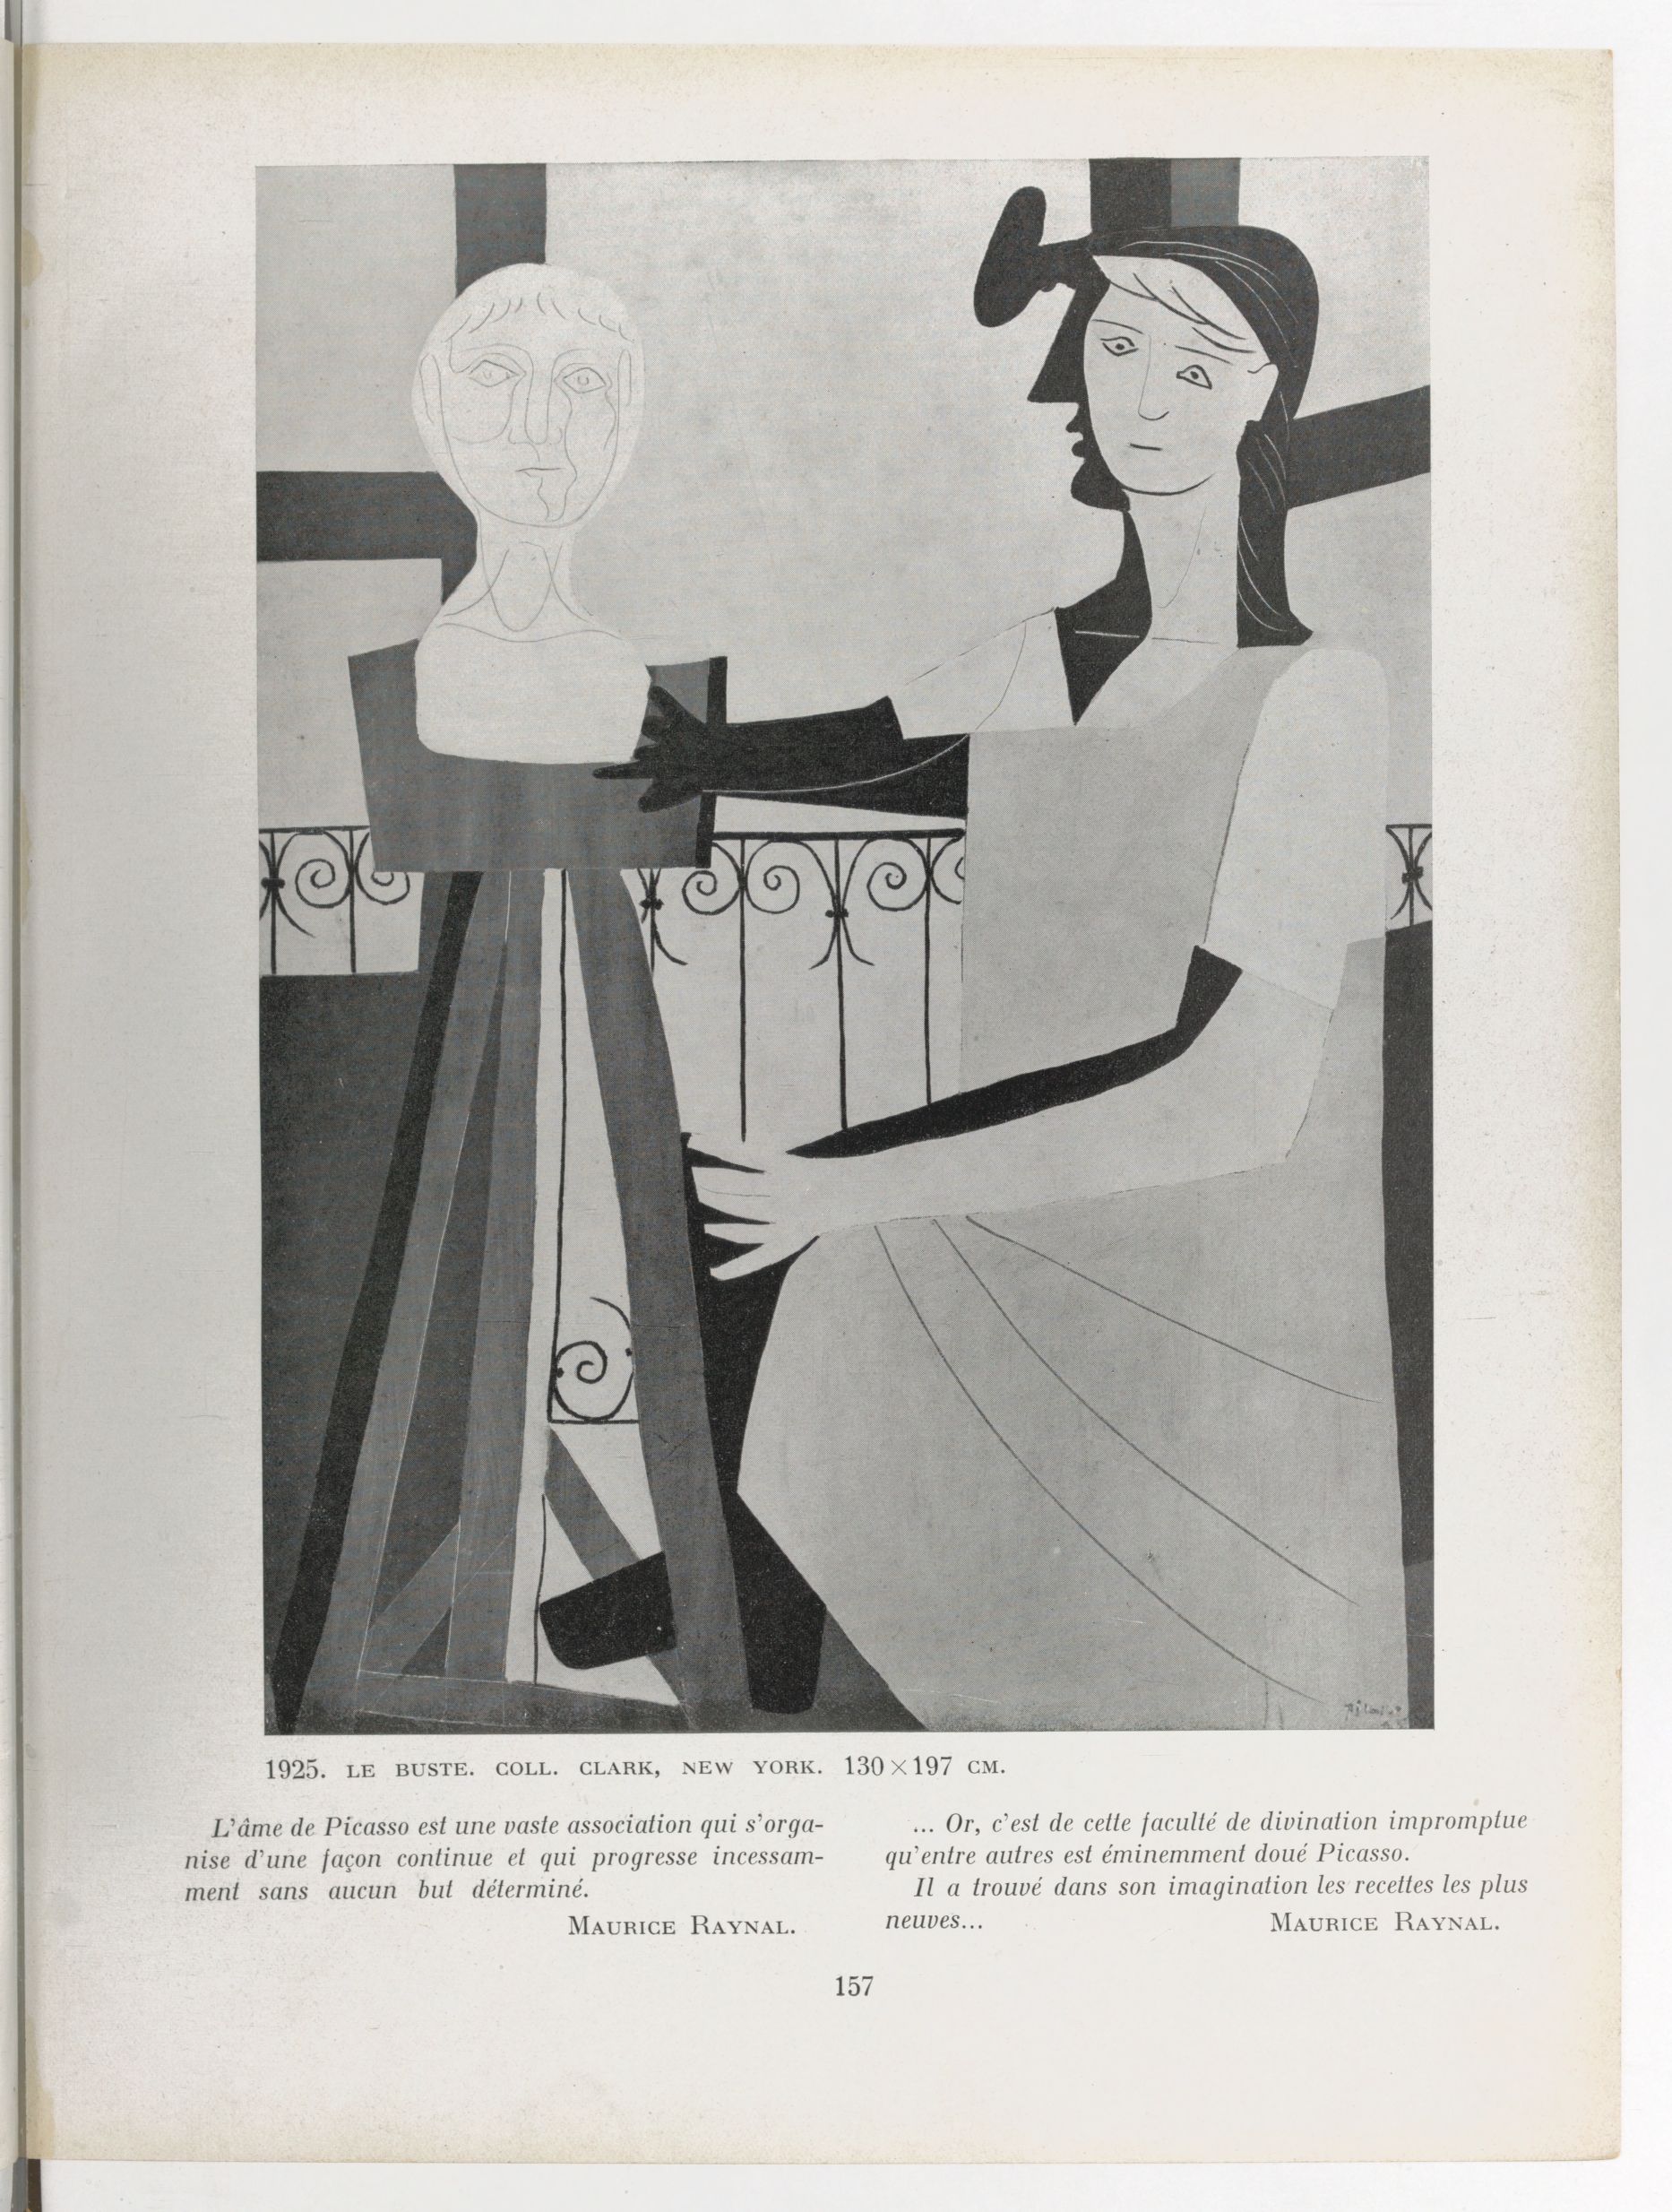 1925. LE BUSTE. COLL. CLARK, NEW YORK. 130×197 CM.
L'âme de Picasso est une vaste association qui s'orga-
nise d'une façon continue et qui progresse incessam-
ment sans aucun but déterminé.
MAURICE RAYNAL.
... Or, c'est de cette faculté de divination impromptue
qu'entre autres est éminemment doué Picasso.
Il a trouvé dans son imagination les recettes les plus
neuves... MAURICE RAYNAL.
157